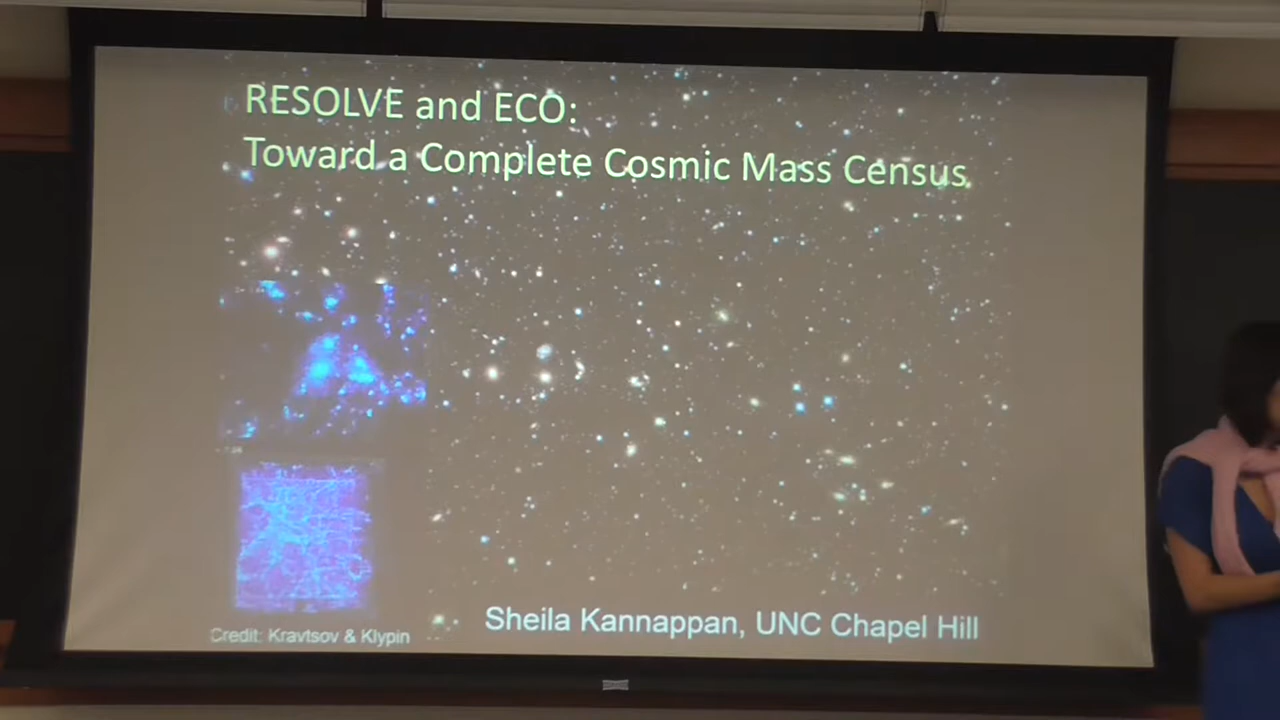 RESOLVE and ECO:
Toward a Complete Cosmic Mass Census
Sheila Kannappan, UNC Chapel Hill
Credit: Kravtsov & Klypin